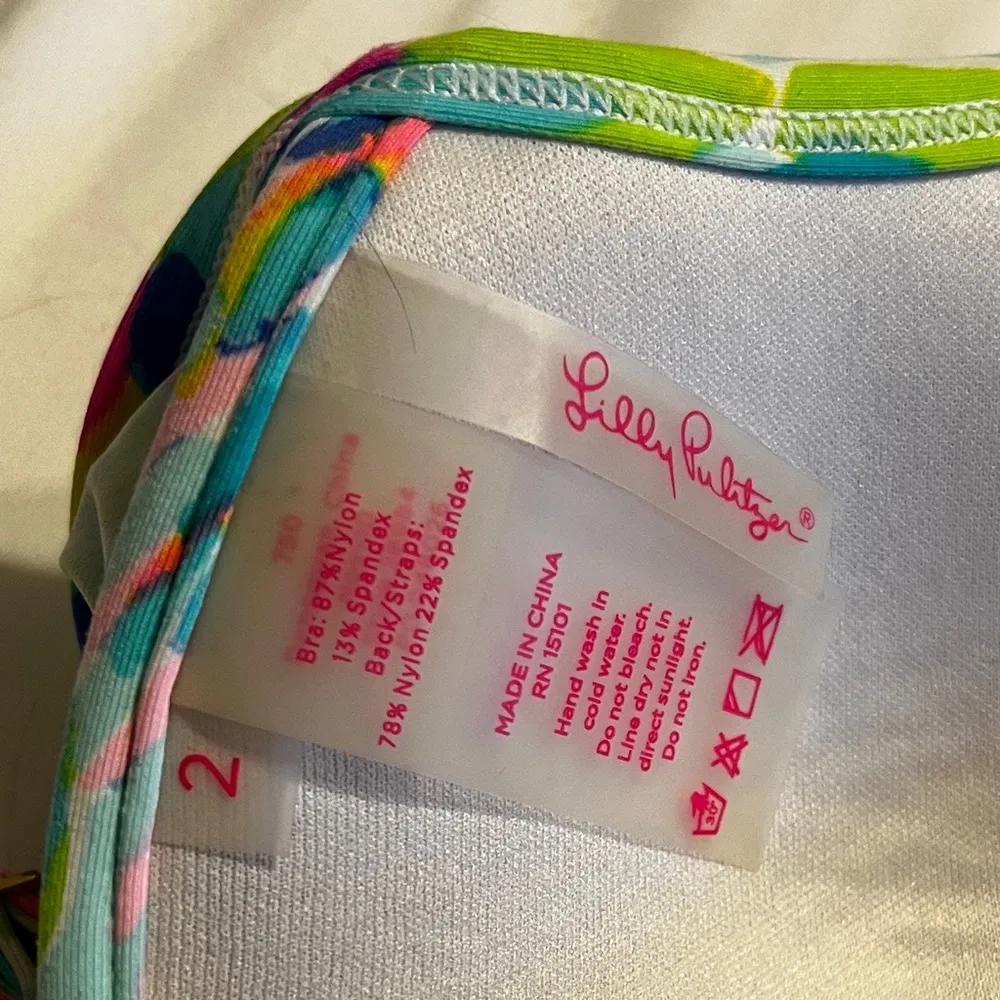 Lilly Pulitzer®
Bra: 87%Nylon
13% Spandex
Back/Straps:
78% Nylon 22% Spandex
MADE IN CHINA
RN 15101
Hand wash In
cold water.
Do not bleach.
Line dry not In
direct sunlight.
Do not Iron.
30°
2